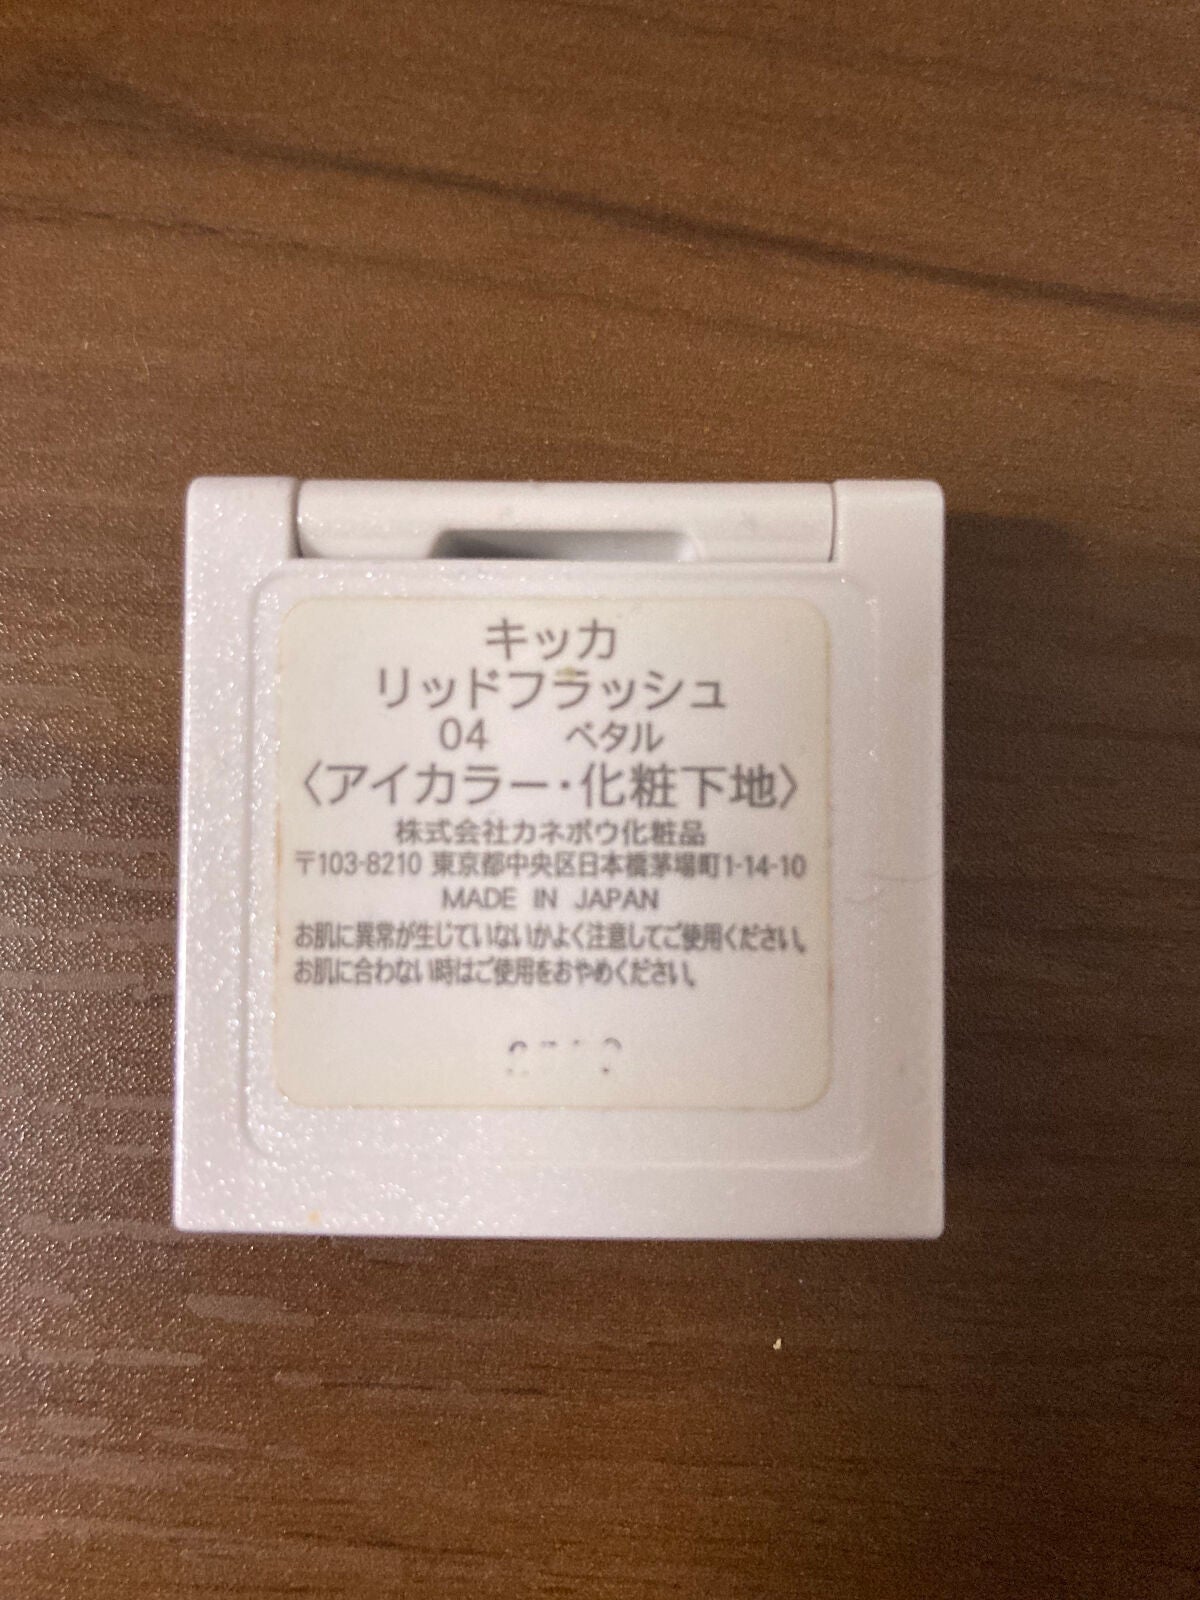 キッカ
リッドフラッシュ
04 ペタル
〈アイカラー・化粧下地〉
株式会社カネボウ化粧品
〒103-8210 東京都中央区日本橋茅場町1-14-10
MADE IN JAPAN
お肌に異常が生じていないかよく注意してご使用ください。
お肌に合わない時はご使用をおやめください。